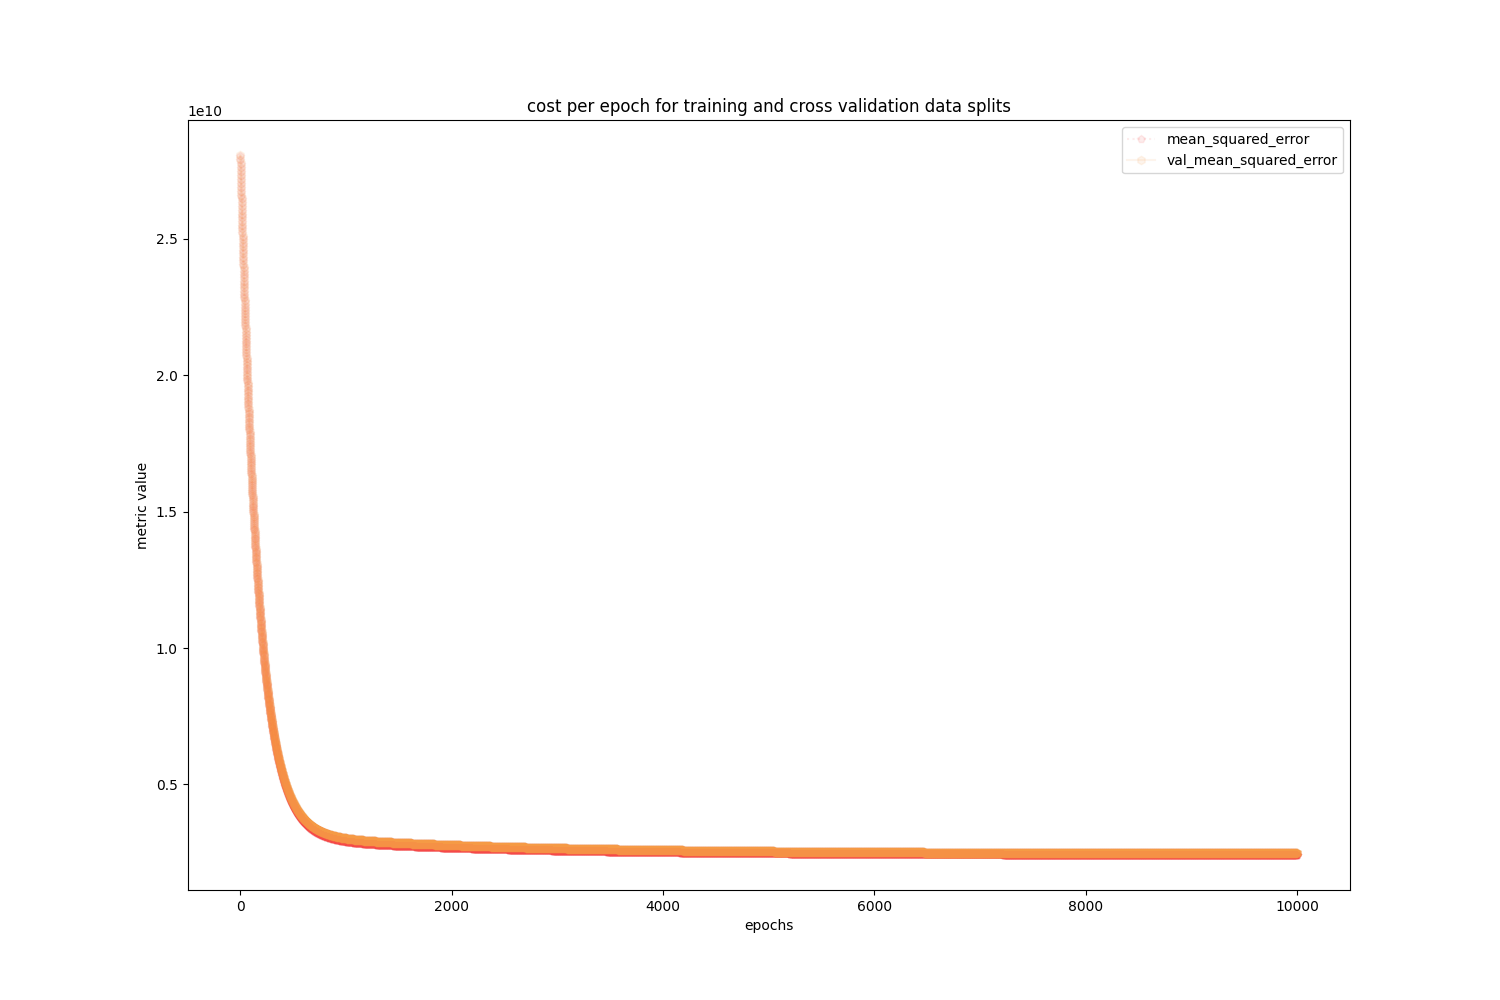 cost per epoch for training and cross validation data splits
1e10
mean_squared_error
val_mean_squared_error
2.5
2.0
1.5
1.0
0.5
metric value
0 2000 4000 6000 8000 10000
epochs